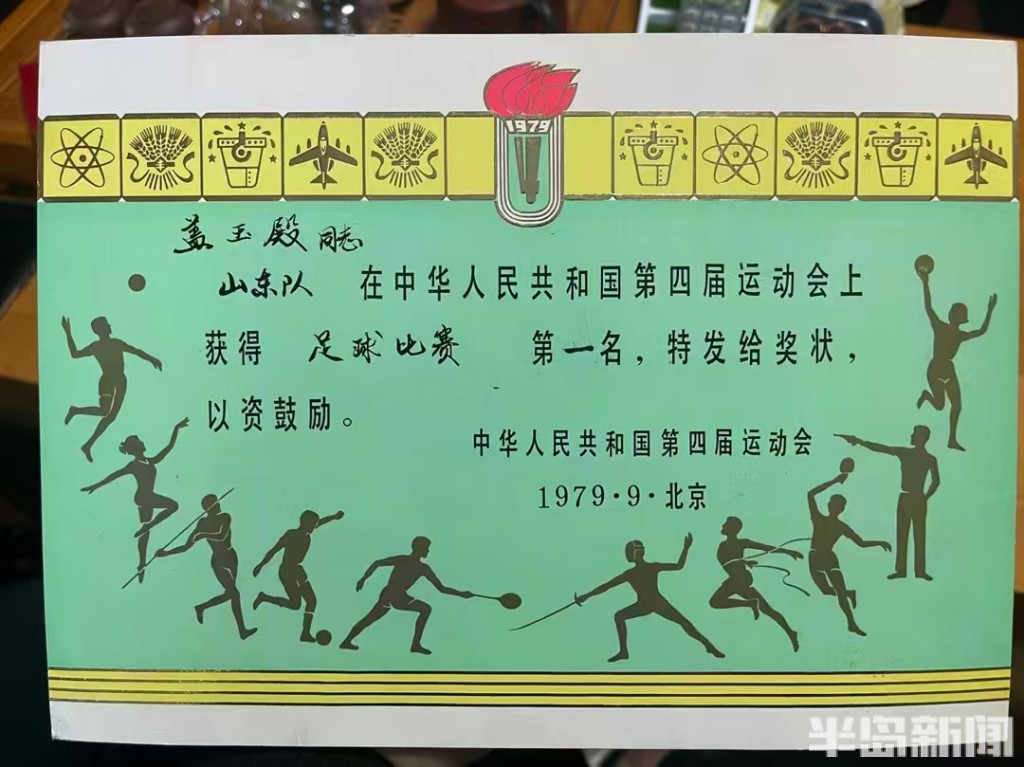 1979
盖玉殿同志
山东队 在中华人民共和国第四届运动会上
获得 足球比赛 第一名，特发给奖状，
以资鼓励。
中华人民共和国第四届运动会
1979·9·北京
半岛新闻